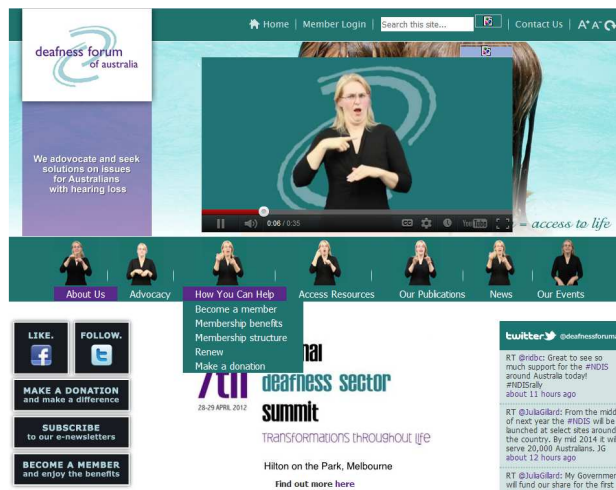 Home | Member Login | Search this site... | Contact Us | A+ A-
deafness forum
of australia
We adovocate and seek
solutions on issues
for Australians
with hearing loss
0:06 / 0:35
CC
YouTube
= access to life
About Us
Advocacy
How You Can Help
Access Resources
Our Publications
News
Our Events
Become a member
Membership benefits
Membership structure
Renew
Make a donation
LIKE.
FOLLOW.
MAKE A DONATION
and make a difference
SUBSCRIBE
to our e-newsletters
BECOME A MEMBER
and enjoy the benefits
7th
28-29 APRIL 2012
deafness sector
summit
TRANSFORMATIONS THROUGHOUT LIFE
Hilton on the Park, Melbourne
Find out more here
twitter @deafnessforuma
RT @ridbc: Great to see so
much support for the #NDIS
around Australia today!
#NDISrally
about 11 hours ago
RT @JuliaGillard: From the midd
of next year the #NDIS will be
launched at select sites around
the country. By mid 2014 it wil
serve 20,000 Australians. JG
about 12 hours ago
RT @JuliaGillard: My Governmer
will fund our share for the first